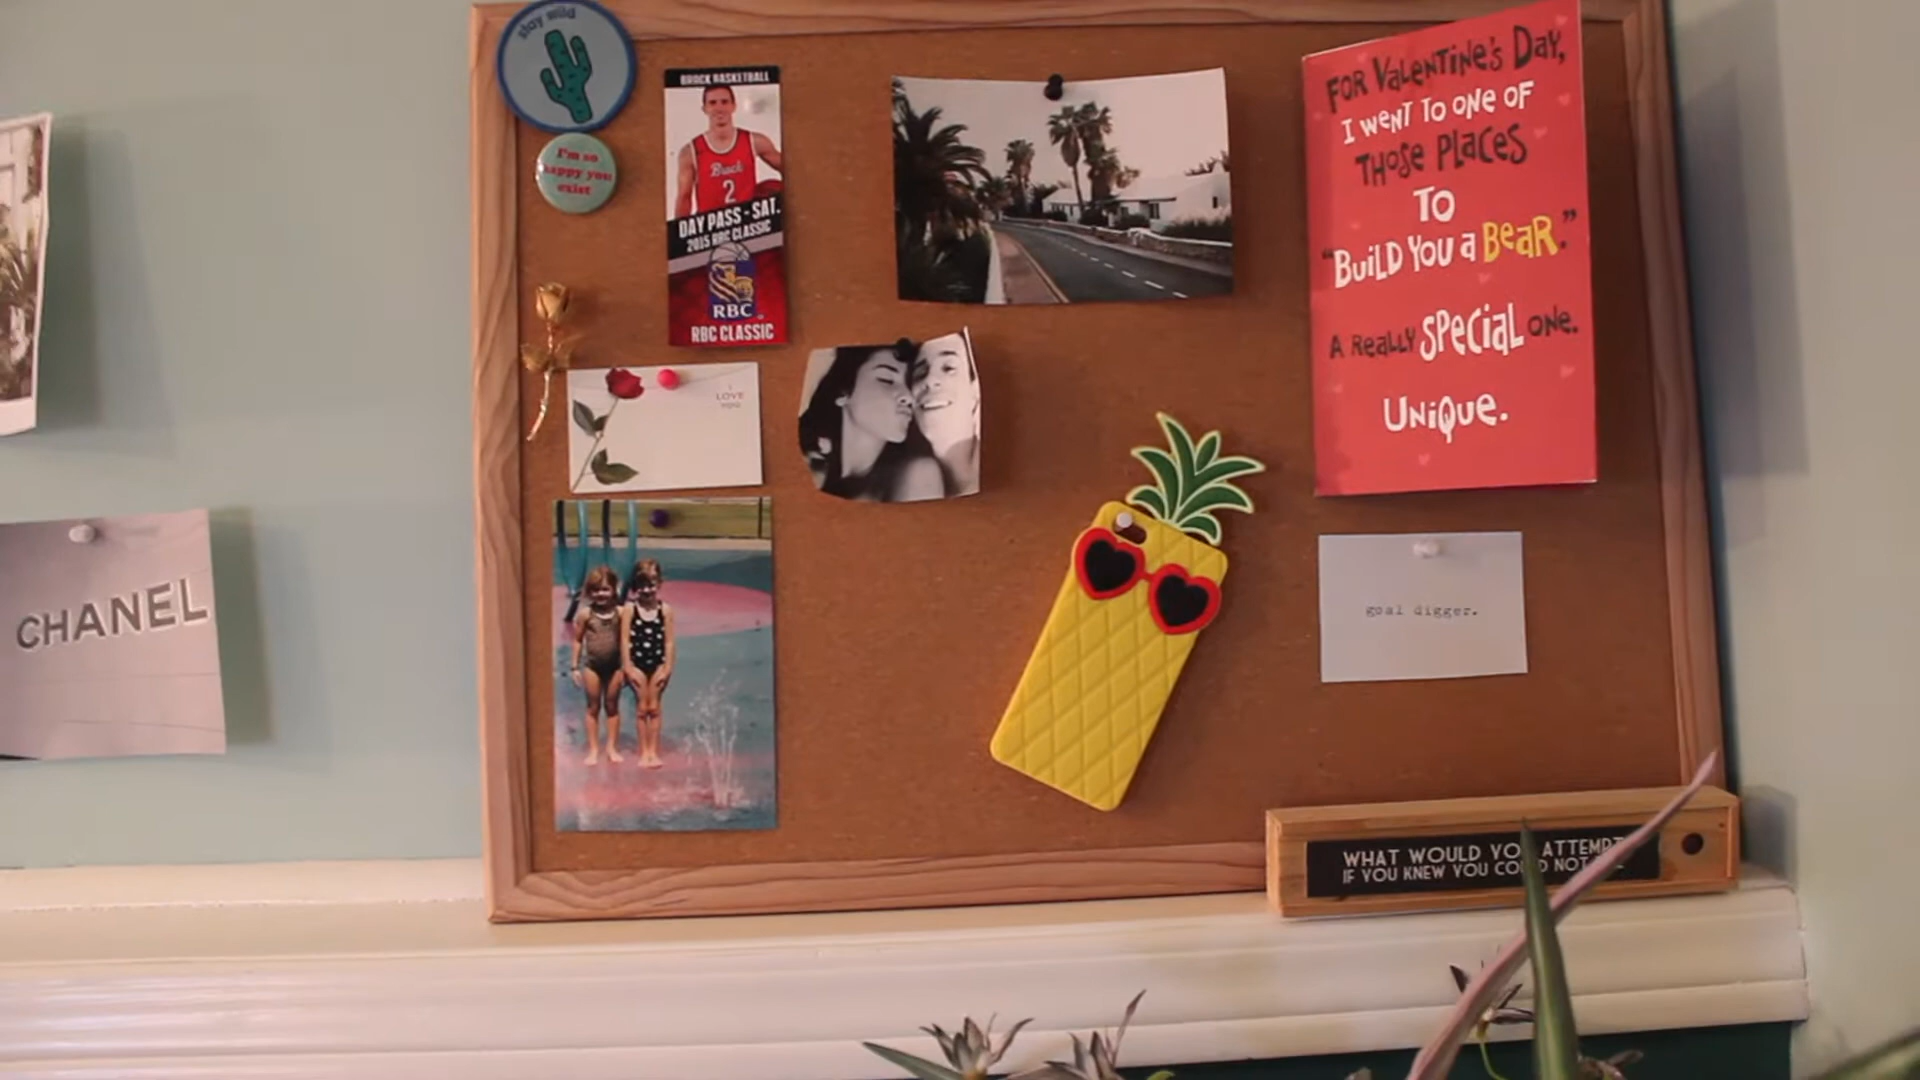 stay wild
I'm so
happy you
exist
BROCK BASKETBALL
Brock
2
DAY PASS - SAT.
2015 RBC CLASSIC
RBC
RBC CLASSIC
I
LOVE
YOU
CHANEL
FOR VALENTINE'S DAY,
I WENT TO ONE OF
THOSE PLACES
TO
"BUILD YOU a BEAR."
A REALLY SPECIAL ONE.
UNIQUE.
goal digger.
WHAT WOULD YOU ATTEMPT
IF YOU KNEW YOU COULD NOT